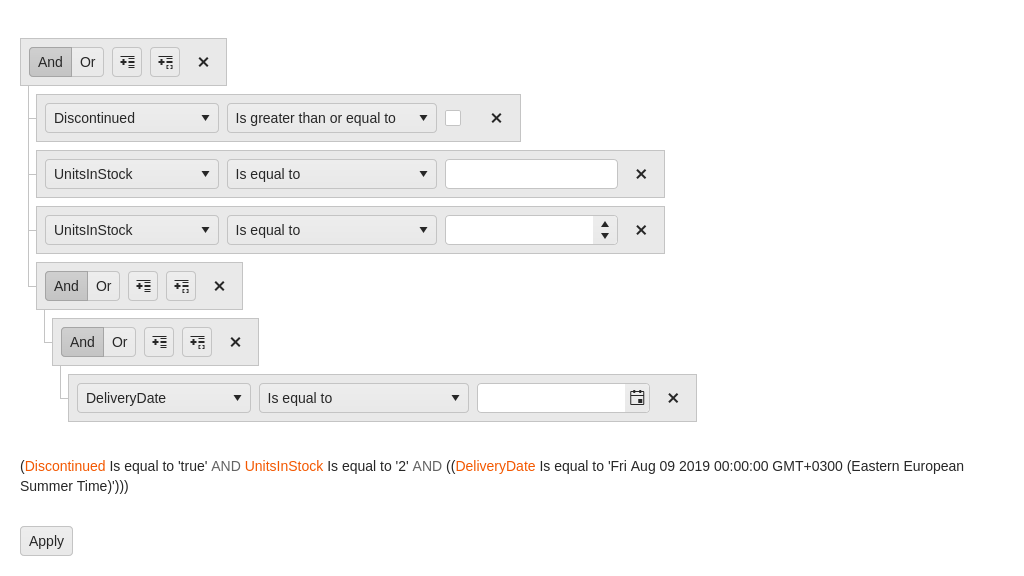 And Or
Discontinued Is greater than or equal to
UnitsInStock Is equal to
UnitsInStock Is equal to
And Or
And Or
DeliveryDate Is equal to
(Discontinued Is equal to 'true' AND UnitsInStock Is equal to '2' AND ((DeliveryDate Is equal to 'Fri Aug 09 2019 00:00:00 GMT+0300 (Eastern European
Summer Time)')))
Apply